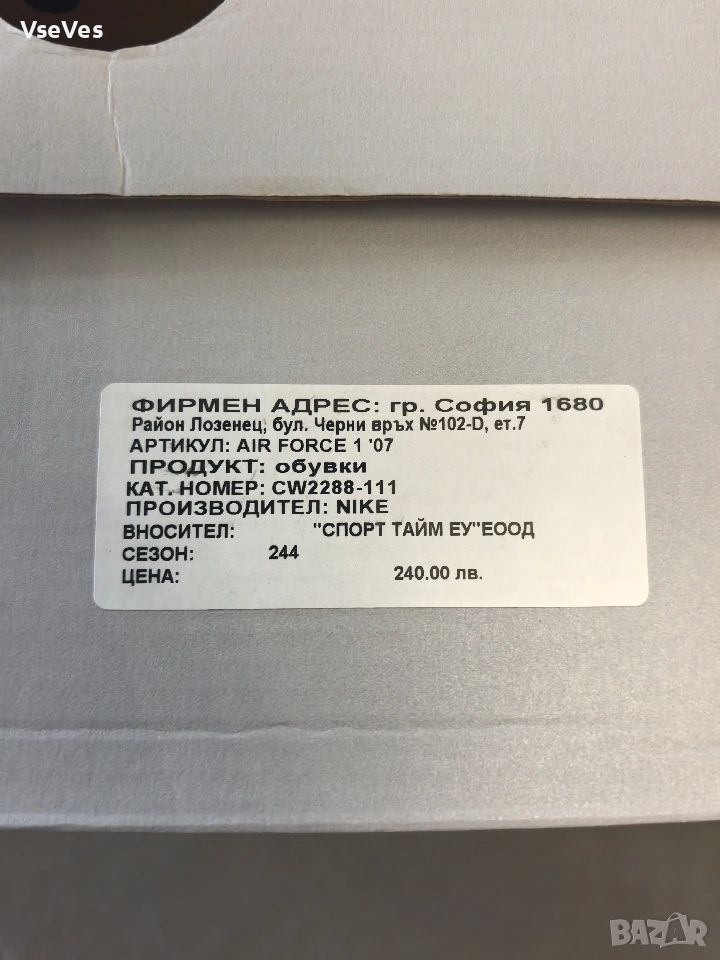 VseVes
ФИРМЕН АДРЕС: гр. София 1680
Район Лозенец, бул. Черни връх №102-D, ет.7
АРТИКУЛ: AIR FORCE 1 '07
ПРОДУКТ: обувки
КАТ. НОМЕР: CW2288-111
ПРОИЗВОДИТЕЛ: NIKE
ВНОСИТЕЛ: "СПОРТ ТАЙМ ЕУ"ЕООД
СЕЗОН: 244
ЦЕНА: 240.00 лв.
BAZAR